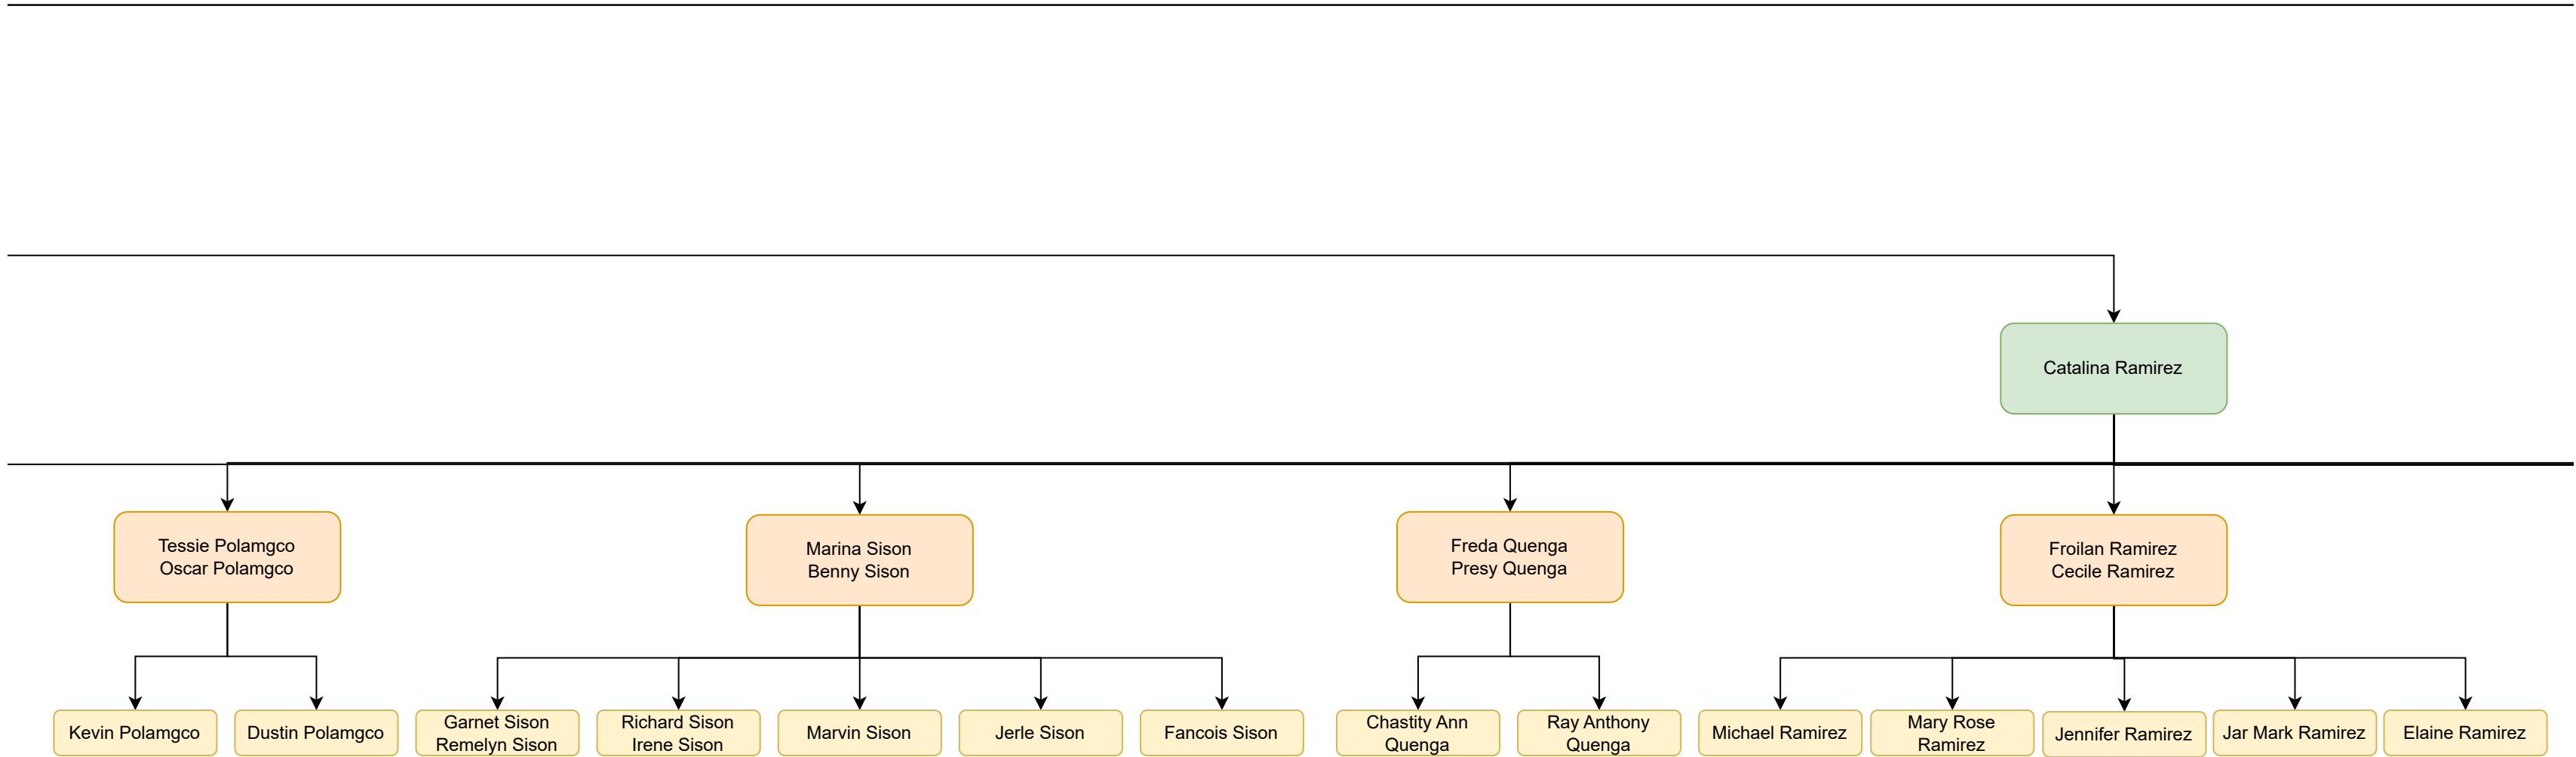 Catalina Ramirez
Tessie Polamgco
Oscar Polamgco
Marina Sison
Benny Sison
Freda Quenga
Presy Quenga
Froilan Ramirez
Cecile Ramirez
Kevin Polamgco
Dustin Polamgco
Garnet Sison
Remelyn Sison
Richard Sison
Irene Sison
Marvin Sison
Jerle Sison
Fancois Sison
Chastity Ann
Quenga
Ray Anthony
Quenga
Michael Ramirez
Mary Rose
Ramirez
Jennifer Ramirez
Jar Mark Ramirez
Elaine Ramirez